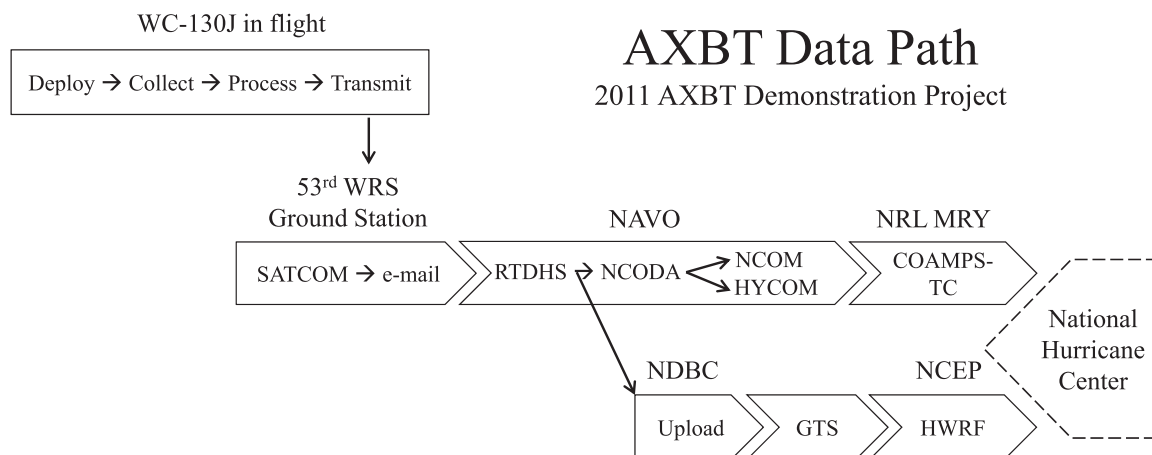 WC-130J in flight
Deploy → Collect → Process → Transmit
AXBT Data Path
2011 AXBT Demonstration Project
53rd WRS
Ground Station
SATCOM → e-mail
NAVO
RTDHS → NCODA
NCOM
HYCOM
NRL MRY
COAMPS-
TC
NDBC
Upload
GTS
NCEP
HWRF
National
Hurricane
Center